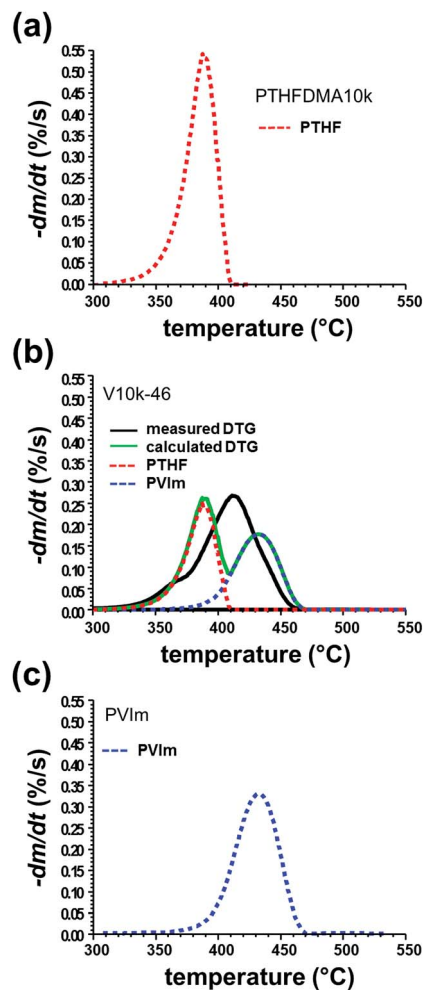 (a)
0.55
0.50
0.45
0.40
0.35
0.30
0.25
0.20
0.15
0.10
0.05
0.00
-dm/dt (%/s)
PTHFDMA10k
PTHF
300 350 400 450 500 550
temperature (°C)
(b)
0.55
0.50
0.45
0.40
0.35
0.30
0.25
0.20
0.15
0.10
0.05
0.00
-dm/dt (%/s)
V10k-46
measured DTG
calculated DTG
PTHF
PVIm
300 350 400 450 500 550
temperature (°C)
(c)
0.55
0.50
0.45
0.40
0.35
0.30
0.25
0.20
0.15
0.10
0.05
0.00
-dm/dt (%/s)
PVIm
PVIm
300 350 400 450 500 550
temperature (°C)